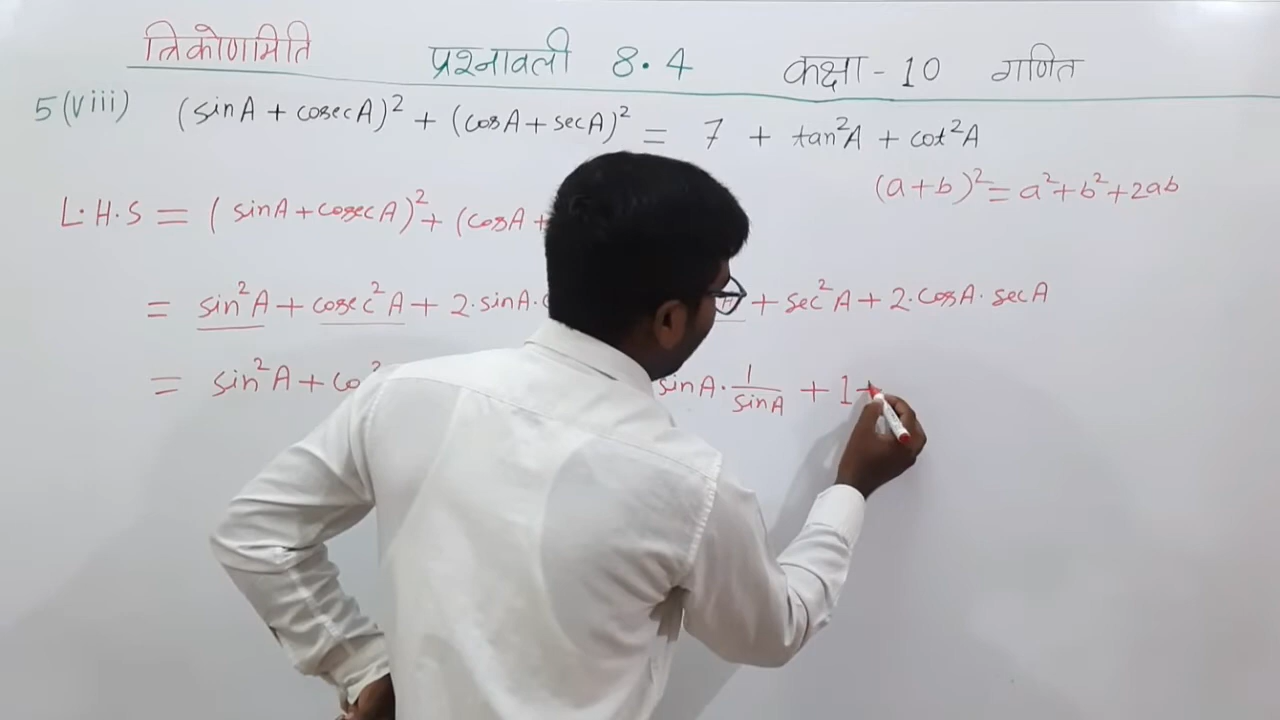 त्रिकोणमिति प्रश्नावली 8.4 कक्षा - 10 गणित
5(viii) (sinA + cosecA)² + (cosA + secA)² = 7 + tan²A + cot²A
(a+b)² = a² + b² + 2ab
L.H.S = (sinA + cosecA)² + (cosA +
= sin²A + cosec²A + 2·sinA· + sec²A + 2·cosA·secA
= sin²A + co sinA · 1/sinA + 1 +